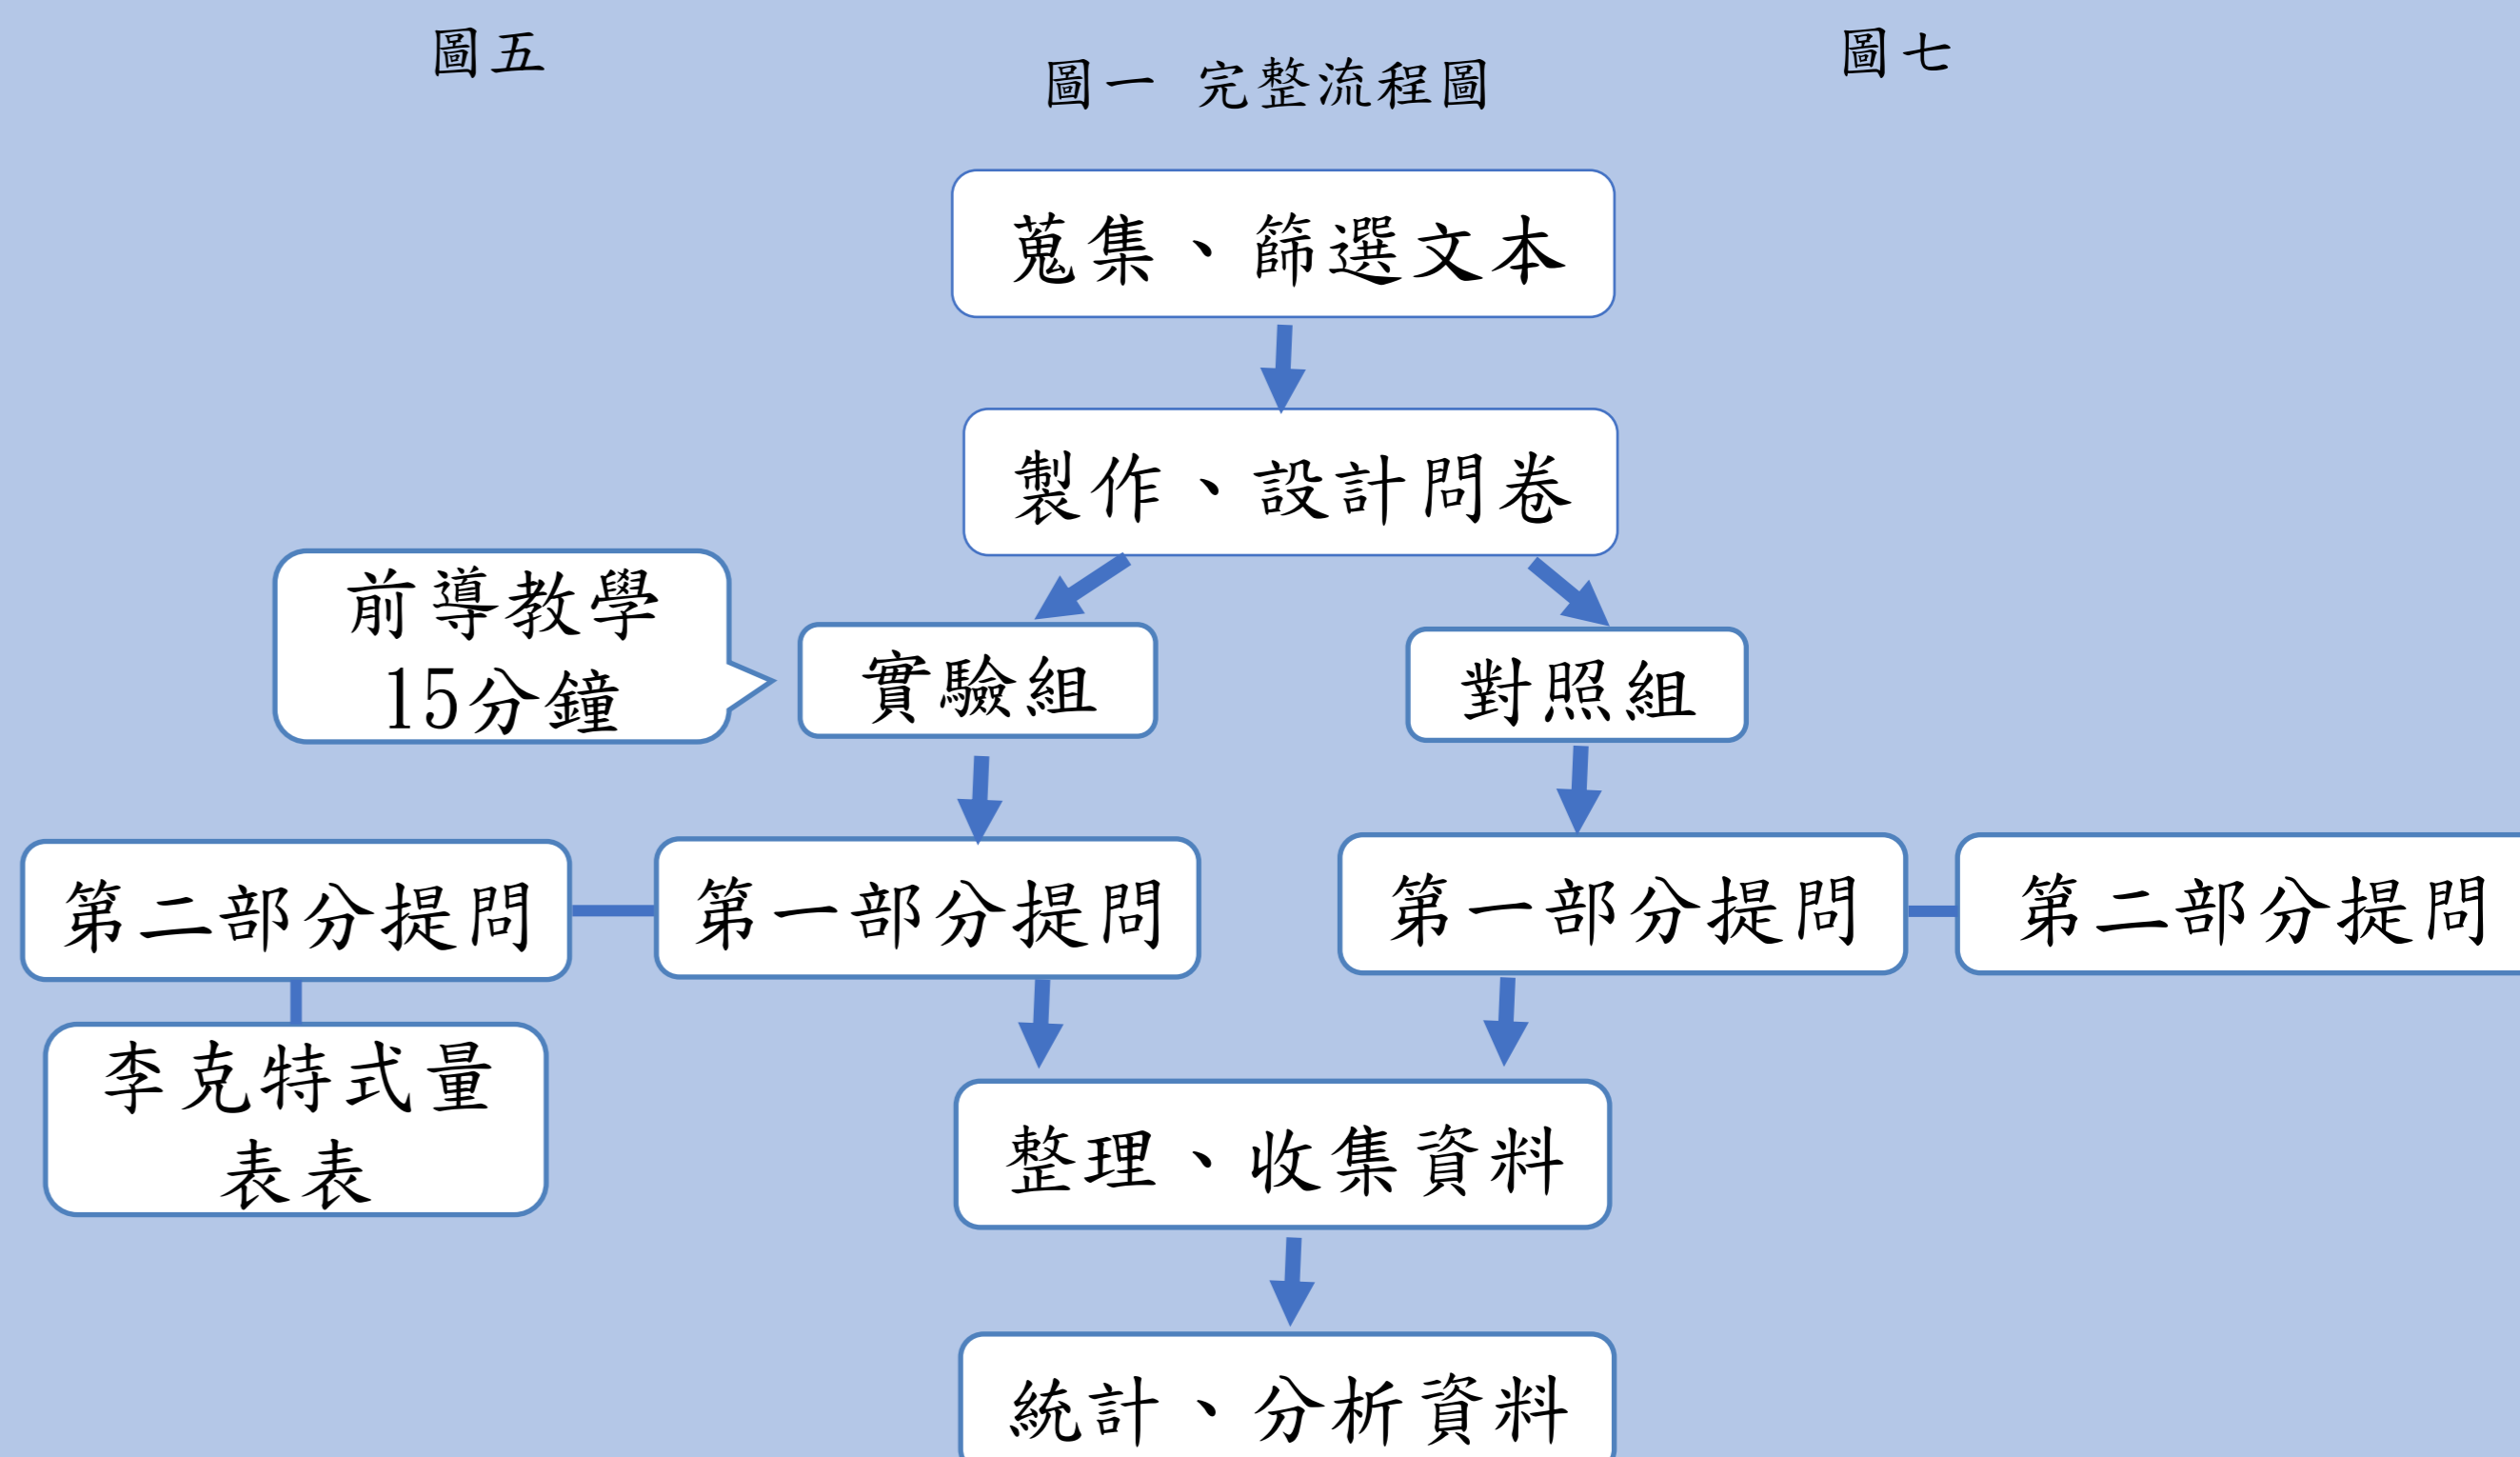 圖五
圖一 完整流程圖
圖七
蒐集、篩選文本
製作、設計問卷
前導教學
15分鐘
實驗組
對照組
第二部分提問
第一部分提問
第一部分提問
第二部分提問
李克特式量
表表
整理、收集資料
統計、分析資料